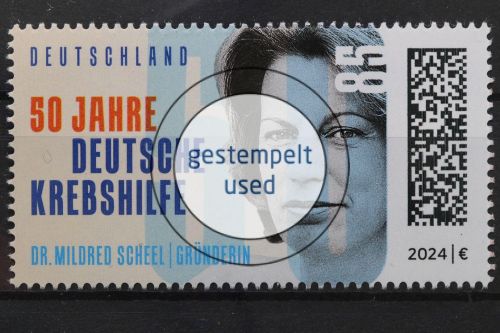 DEUTSCHLAND
85
50 JAHRE
DEUTSCHE
KREBSHILFE
gestempelt
used
DR. MILDRED SCHEEL | GRÜNDERIN
2024 | €